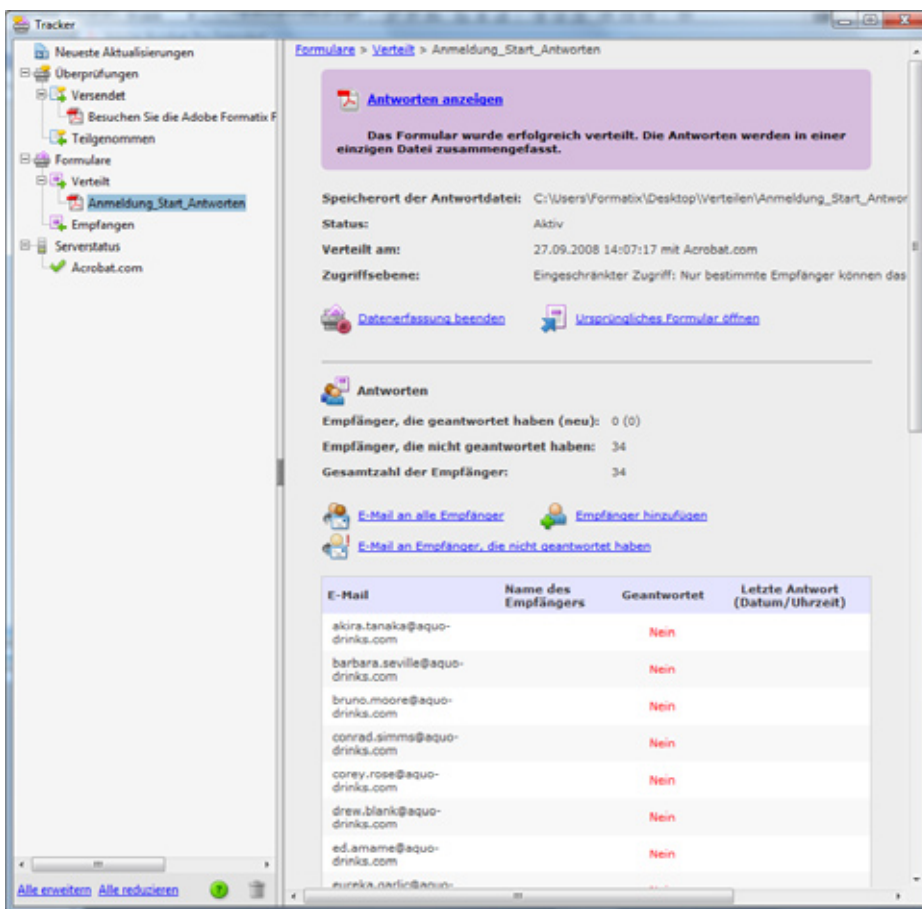 Tracker
Neueste Aktualisierungen
Überprüfungen
Versendet
Besuchen Sie die Adobe Formatix F
Teilgenommen
Formulare
Verteilt
Anmeldung_Start_Antworten
Empfangen
Serverstatus
Acrobat.com
Alle erweitern Alle reduzieren
Formulare > Verteilt > Anmeldung_Start_Antworten
Antworten anzeigen
Das Formular wurde erfolgreich verteilt. Die Antworten werden in einer
einzigen Datei zusammengefasst.
Speicherort der Antwortdatei: C:\Users\Formatix\Desktop\Verteilen\Anmeldung_Start_Antwor
Status: Aktiv
Verteilt am: 27.09.2008 14:07:17 mit Acrobat.com
Zugriffsebene: Eingeschränkter Zugriff: Nur bestimmte Empfänger können das
Datenerfassung beenden Ursprüngliches Formular öffnen
Antworten
Empfänger, die geantwortet haben (neu): 0 (0)
Empfänger, die nicht geantwortet haben: 34
Gesamtzahl der Empfänger: 34
E-Mail an alle Empfänger Empfänger hinzufügen
E-Mail an Empfänger, die nicht geantwortet haben
E-Mail Name des Empfängers Geantwortet Letzte Antwort (Datum/Uhrzeit)
akira.tanaka@aquo-
drinks.com Nein
barbara.seville@aquo-
drinks.com Nein
bruno.moore@aquo-
drinks.com Nein
conrad.simms@aquo-
drinks.com Nein
corey.rose@aquo-
drinks.com Nein
drew.blank@aquo-
drinks.com Nein
ed.amame@aquo-
drinks.com Nein
eureka.garlic@aquo-